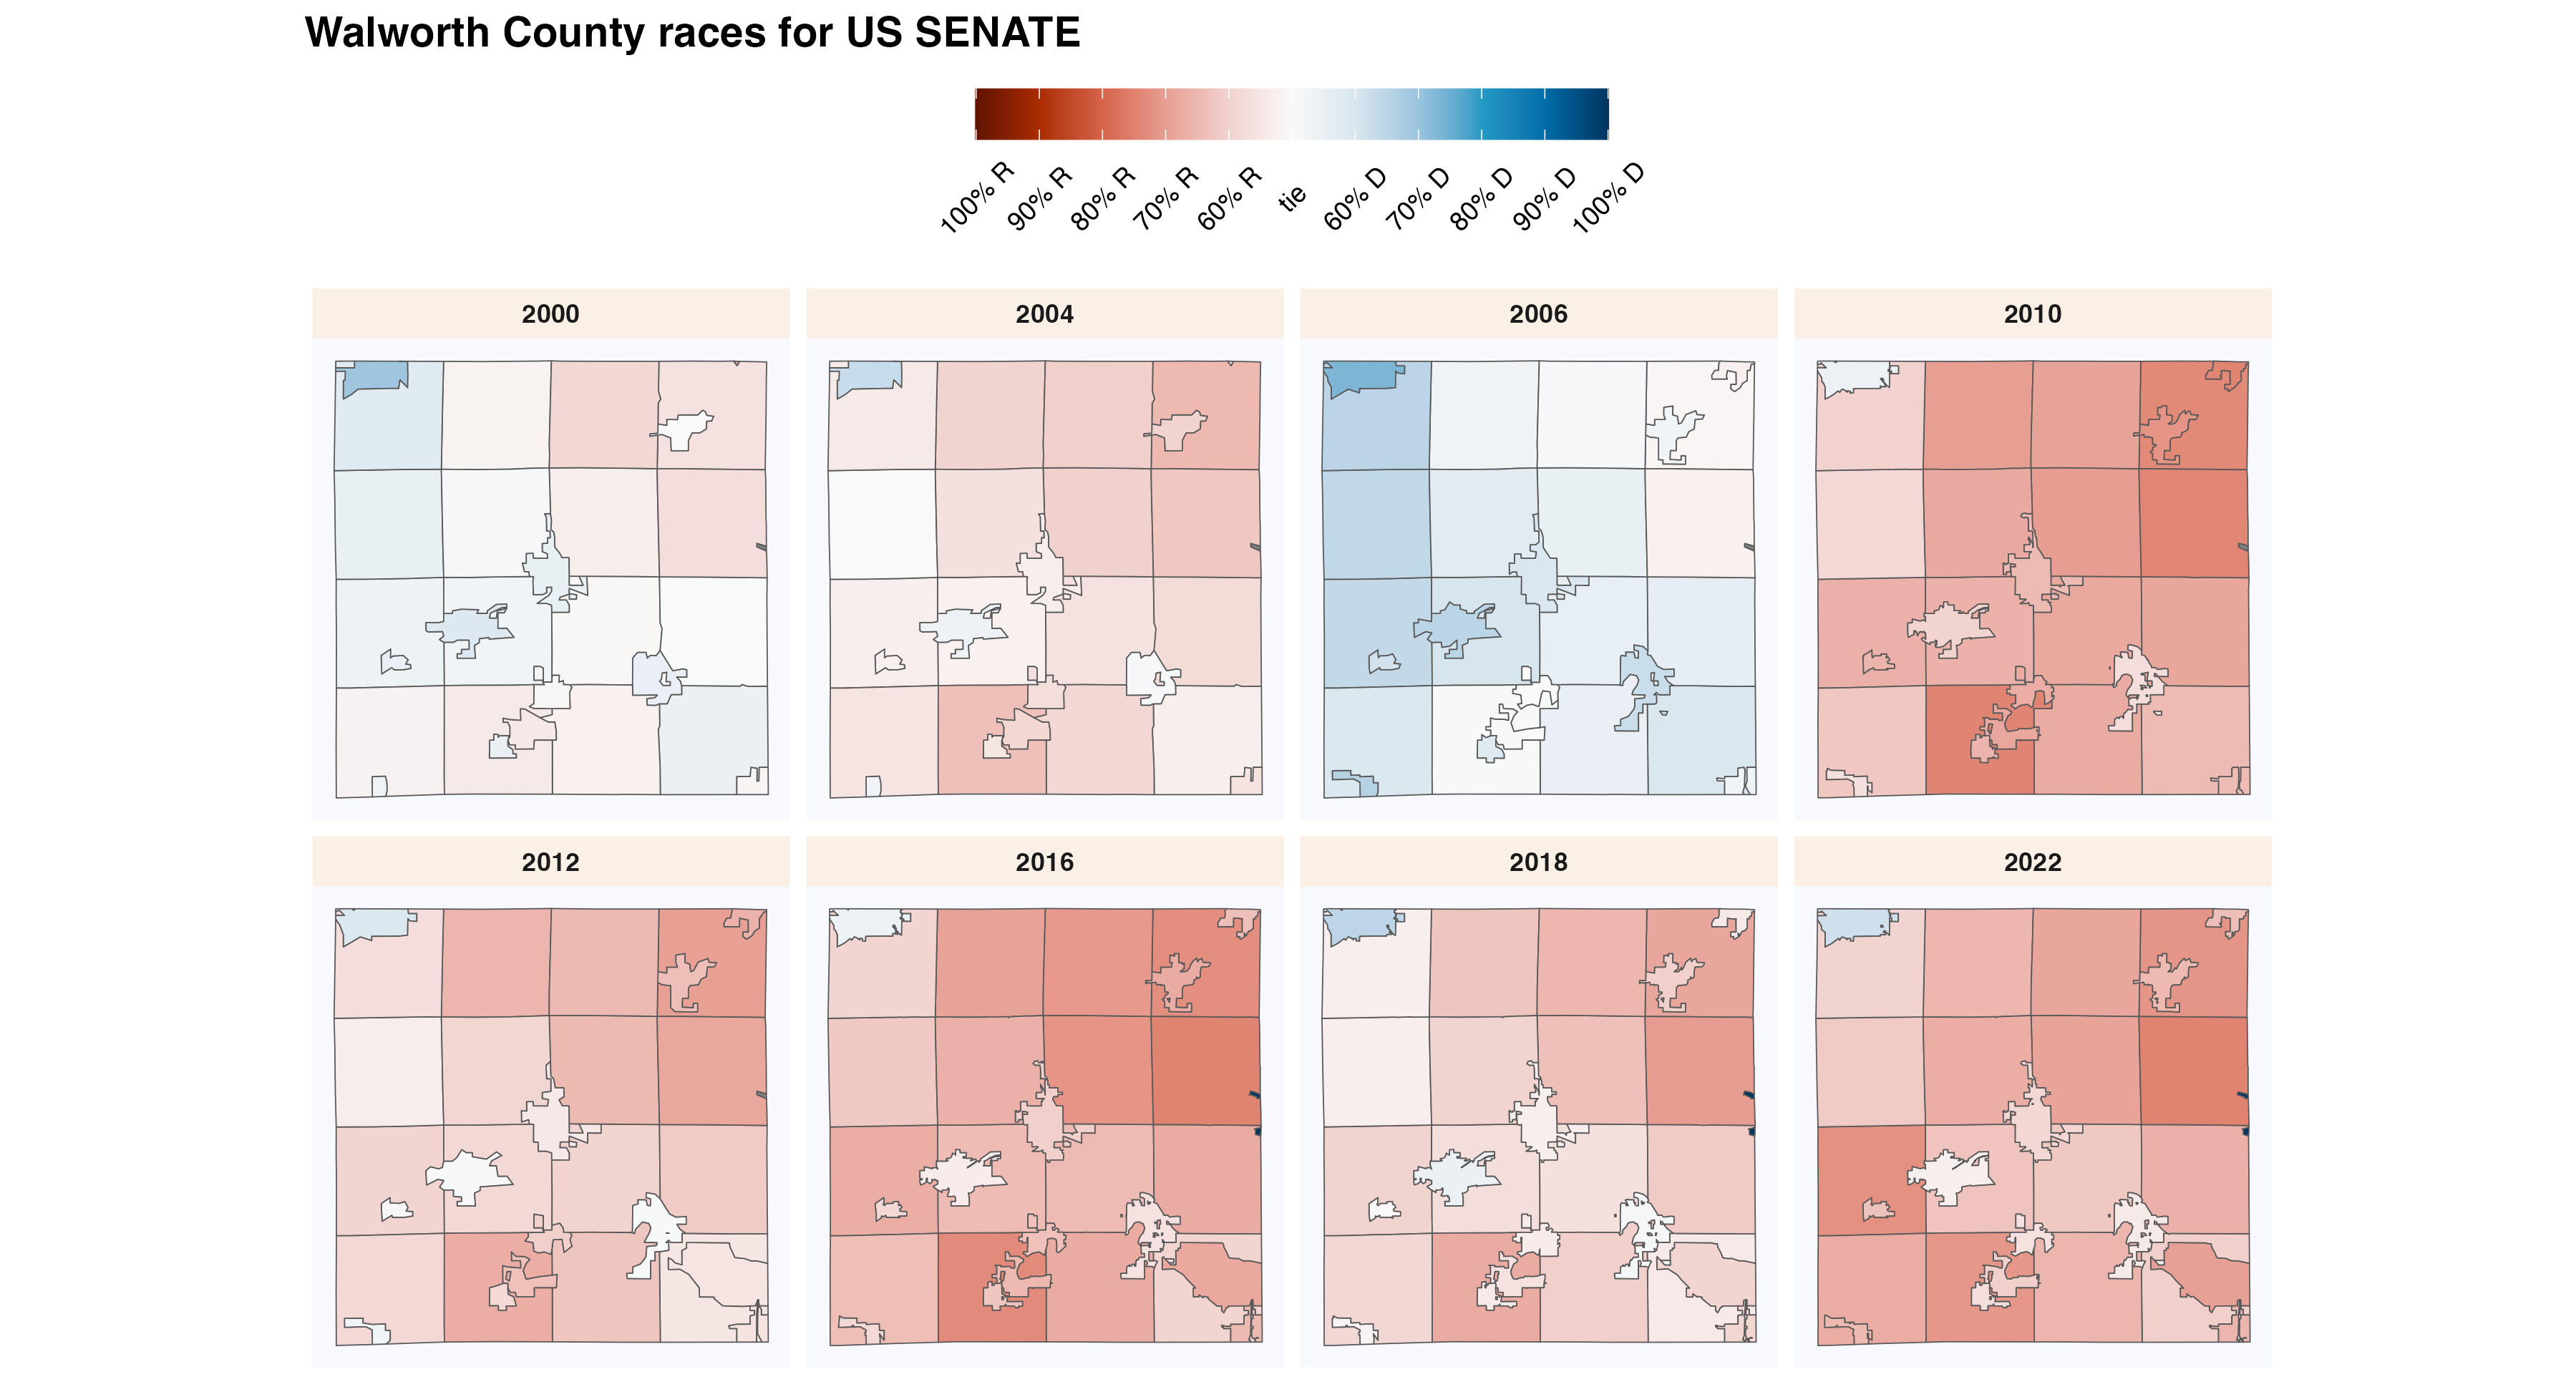 Walworth County races for US SENATE
100% R
90% R
80% R
70% R
60% R
tie
60% D
70% D
80% D
90% D
100% D
2000
2004
2006
2010
2012
2016
2018
2022